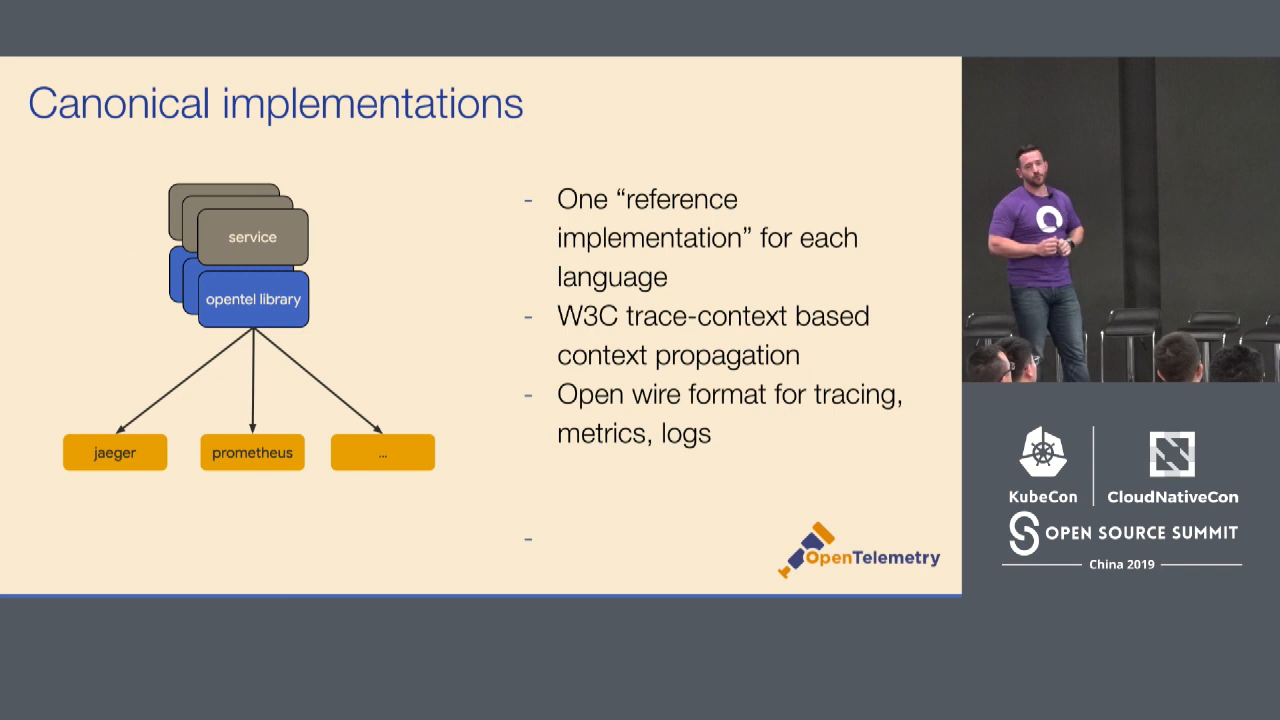 Canonical implementations
service
opentel library
jaeger
prometheus
...
- One “reference
implementation” for each
language
- W3C trace-context based
context propagation
- Open wire format for tracing,
metrics, logs
-
OpenTelemetry
KubeCon
CloudNativeCon
OPEN SOURCE SUMMIT
China 2019